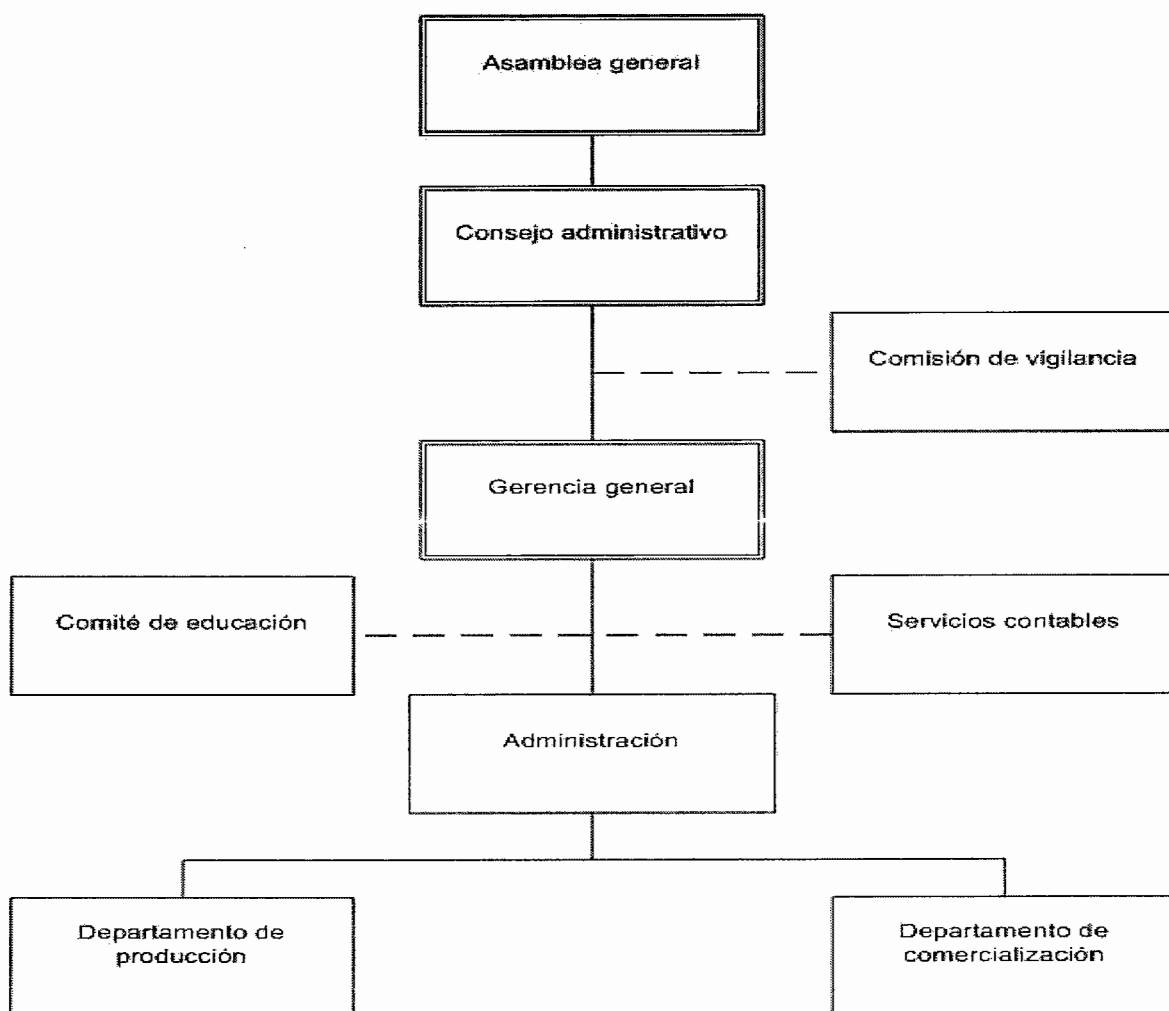 Asamblea general
Consejo administrativo
Comisión de vigilancia
Gerencia general
Comité de educación
Servicios contables
Administración
Departamento de
producción
Departamento de
comercialización